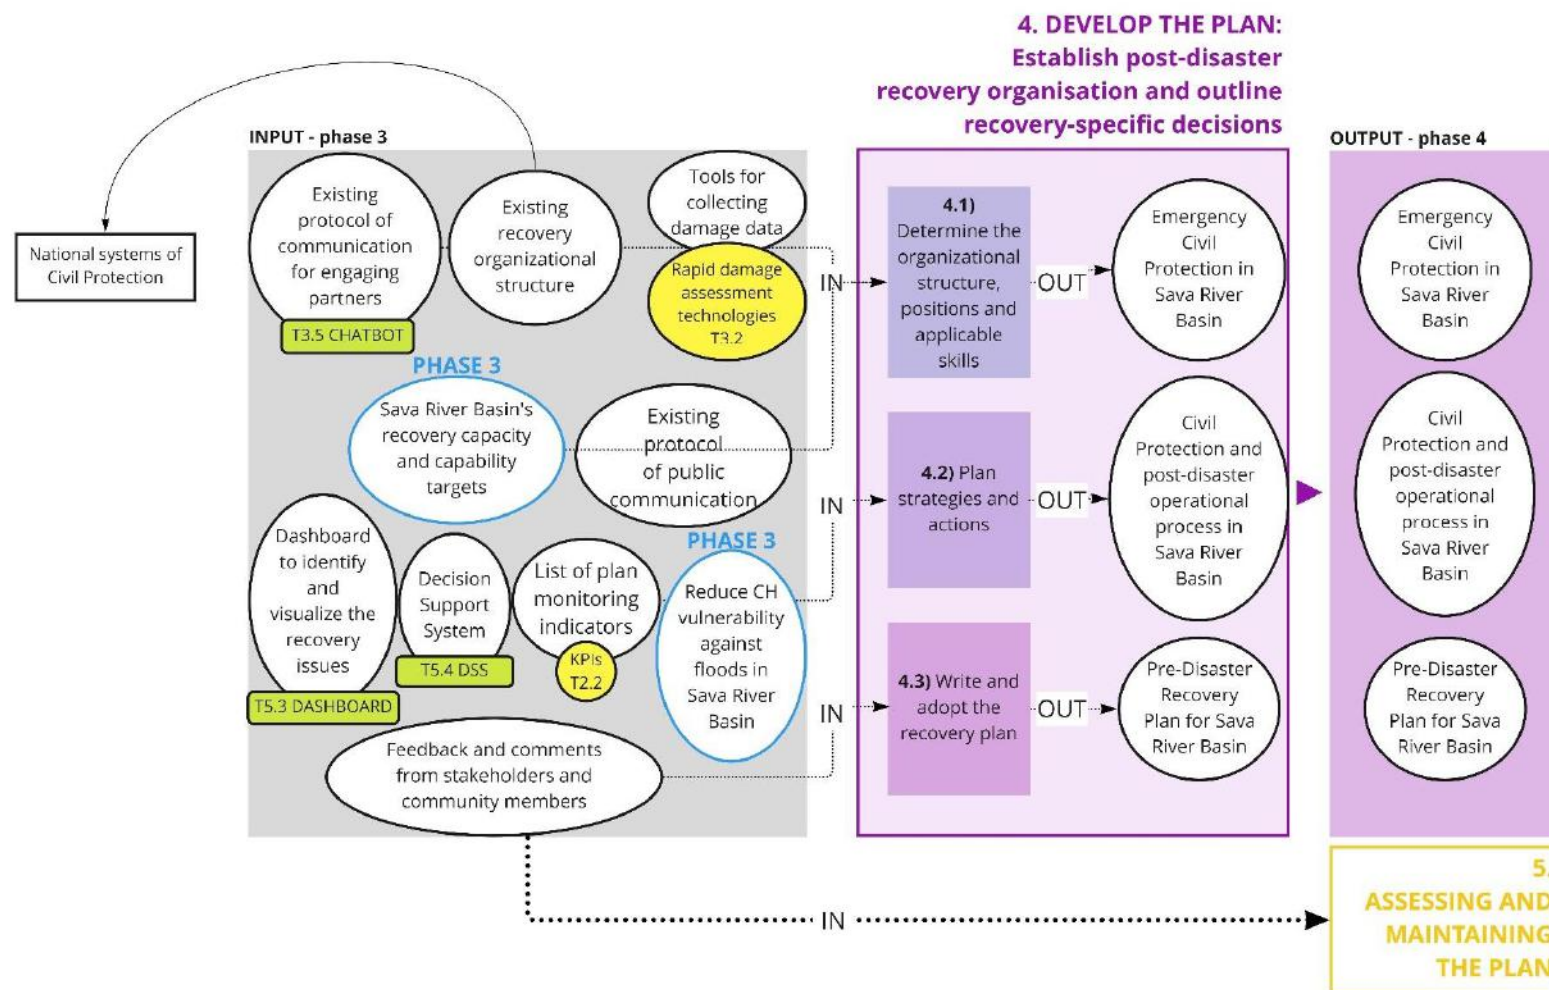 4. DEVELOP THE PLAN:
Establish post-disaster
recovery organisation and outline
recovery-specific decisions
INPUT - phase 3
OUTPUT - phase 4
National systems of
Civil Protection
Existing
protocol of
communication
for engaging
partners
T3.5 CHATBOT
Existing
recovery
organizational
structure
Tools for
collecting
damage data
Rapid damage
assessment
technologies
T3.2
PHASE 3
Sava River Basin's
recovery capacity
and capability
targets
Existing
protocol
of public
communication
Dashboard
to identify
and
visualize the
recovery
issues
T5.3 DASHBOARD
Decision
Support
System
T5.4 DSS
List of plan
monitoring
indicators
KPIs
T2.2
PHASE 3
Reduce CH
vulnerability
against
floods in
Sava River
Basin
Feedback and comments
from stakeholders and
community members
IN
4.1)
Determine the
organizational
structure,
positions and
applicable
skills
OUT
Emergency
Civil
Protection in
Sava River
Basin
IN
4.2) Plan
strategies and
actions
OUT
Civil
Protection and
post-disaster
operational
process in
Sava River
Basin
IN
4.3) Write and
adopt the
recovery plan
OUT
Pre-Disaster
Recovery
Plan for Sava
River Basin
Emergency
Civil
Protection in
Sava River
Basin
Civil
Protection and
post-disaster
operational
process in
Sava River
Basin
Pre-Disaster
Recovery
Plan for Sava
River Basin
IN
5.
ASSESSING AND
MAINTAINING
THE PLAN